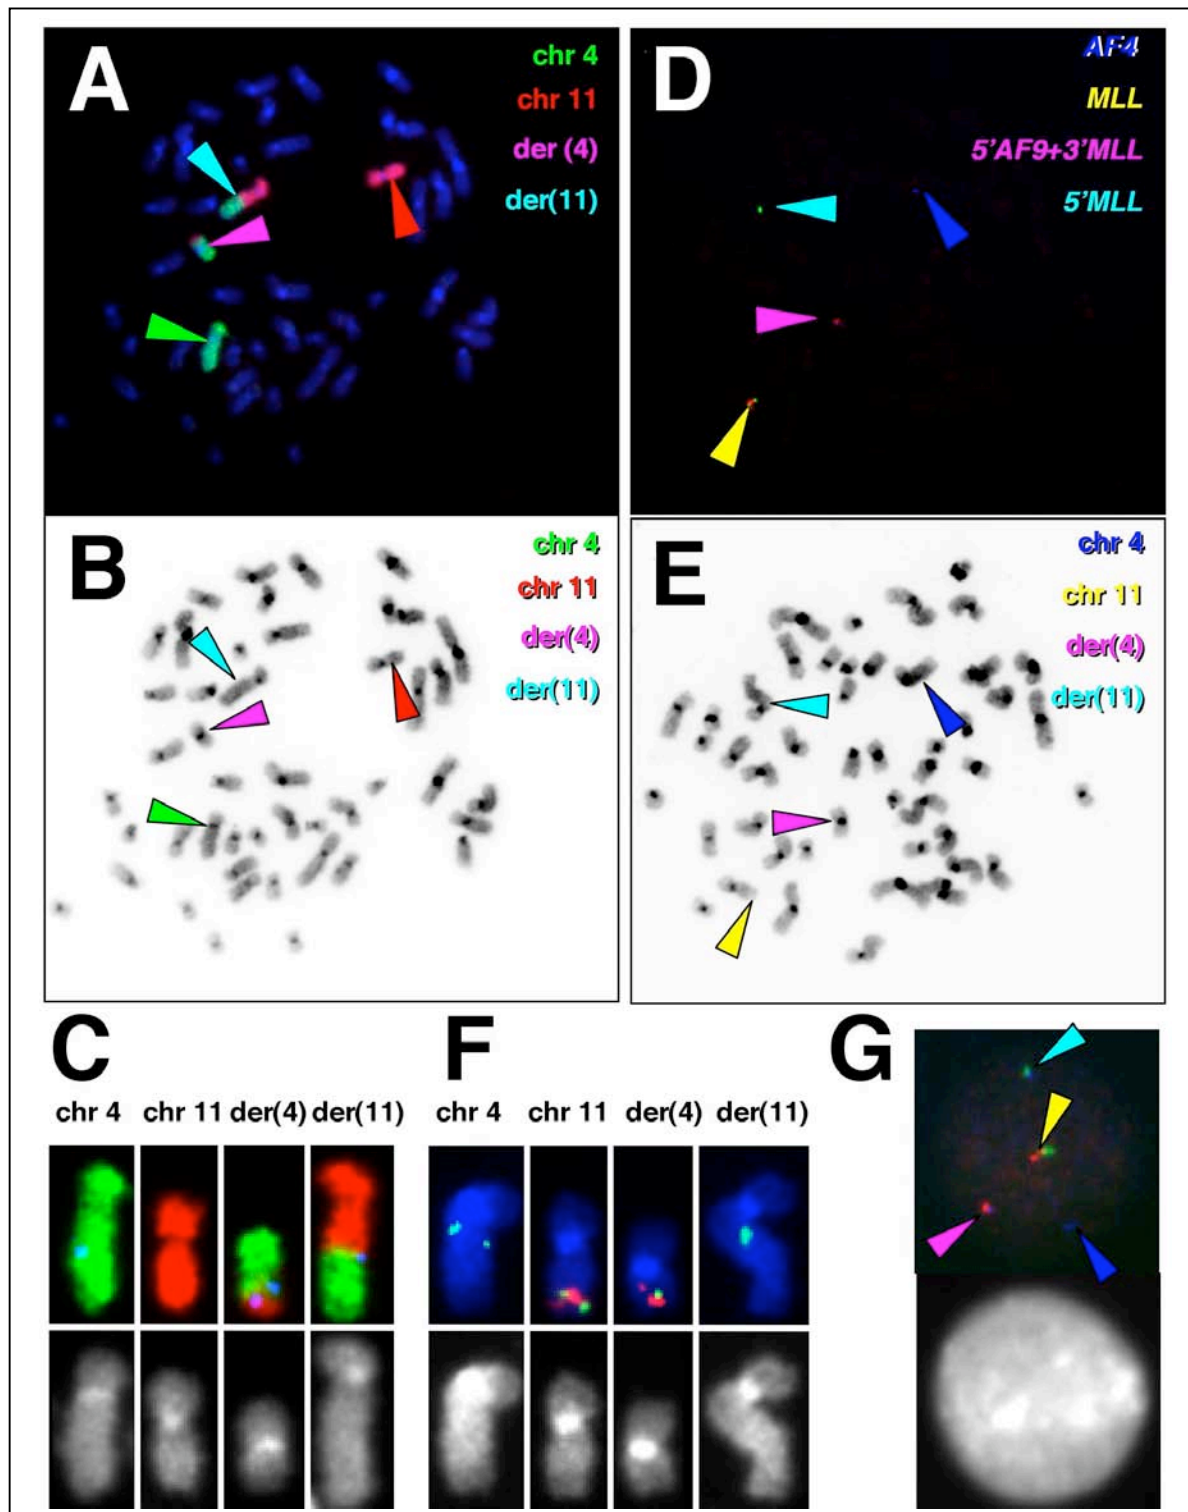 A
chr 4
chr 11
der (4)
der(11)
D
AF4
MLL
5'AF9+3'MLL
5'MLL
B
chr 4
chr 11
der(4)
der(11)
E
chr 4
chr 11
der(4)
der(11)
C
chr 4 chr 11 der(4) der(11)
F
chr 4 chr 11 der(4) der(11)
G